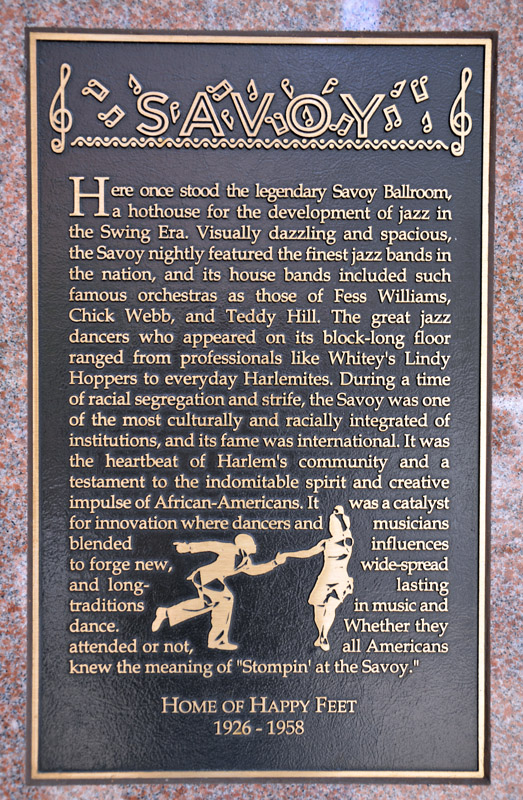 SAVOY
Here once stood the legendary Savoy Ballroom,
a hothouse for the development of jazz in
the Swing Era. Visually dazzling and spacious,
the Savoy nightly featured the finest jazz bands in
the nation, and its house bands included such
famous orchestras as those of Fess Williams,
Chick Webb, and Teddy Hill. The great jazz
dancers who appeared on its block-long floor
ranged from professionals like Whitey's Lindy
Hoppers to everyday Harlemites. During a time
of racial segregation and strife, the Savoy was one
of the most culturally and racially integrated of
institutions, and its fame was international. It was
the heartbeat of Harlem's community and a
testament to the indomitable spirit and creative
impulse of African-Americans. It was a catalyst
for innovation where dancers and musicians
blended influences
to forge new, wide-spread
and long- lasting
traditions in music and
dance. Whether they
attended or not, all Americans
knew the meaning of "Stompin' at the Savoy."
HOME OF HAPPY FEET
1926 - 1958